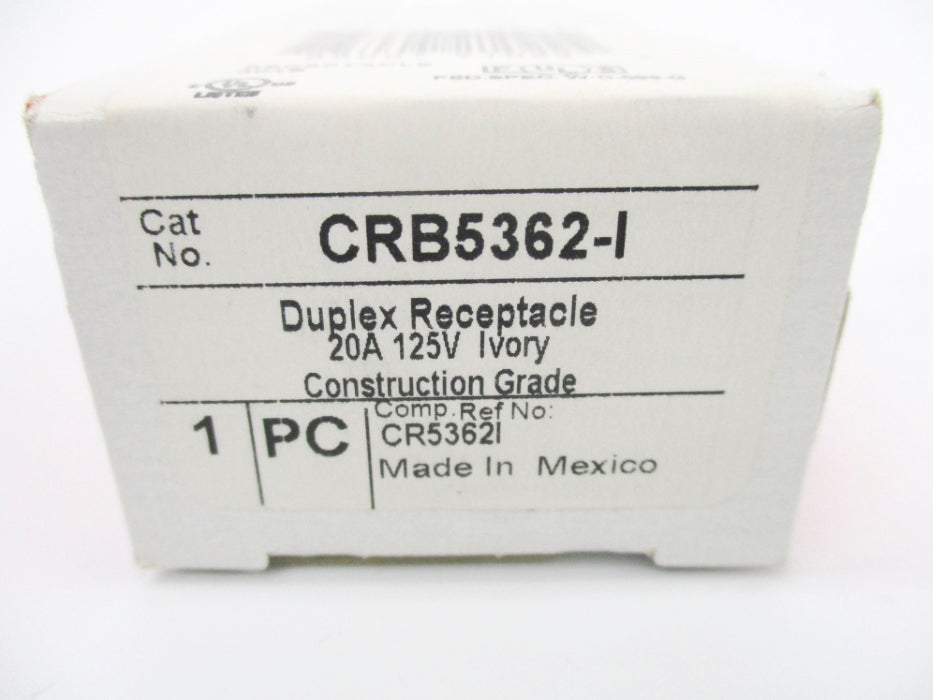 LISTED
Cat No.
CRB5362-I
Duplex Receptacle
20A 125V Ivory
Construction Grade
1 PC
Comp.Ref No:
CR5362I
Made In Mexico